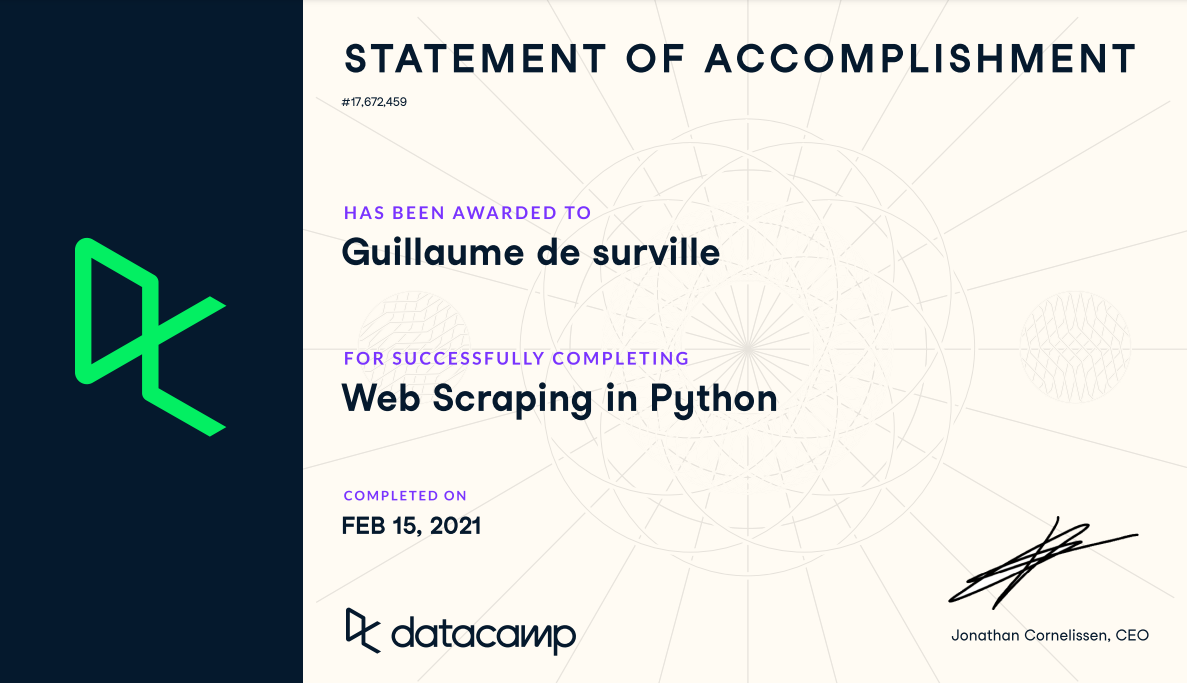 STATEMENT OF ACCOMPLISHMENT
#17,672,459
HAS BEEN AWARDED TO
Guillaume de surville
FOR SUCCESSFULLY COMPLETING
Web Scraping in Python
COMPLETED ON
FEB 15, 2021
datacamp
Jonathan Cornelissen, CEO